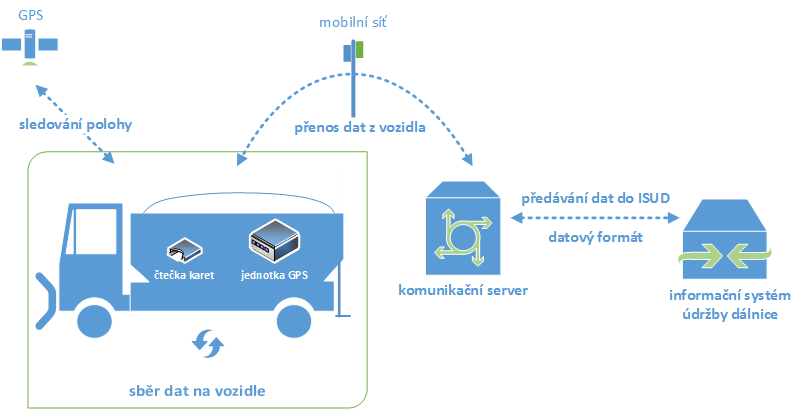 GPS
mobilní síť
sledování polohy
přenos dat z vozidla
předávání dat do ISUD
datový formát
čtečka karet
jednotka GPS
komunikační server
informační systém
údržby dálnice
sběr dat na vozidle